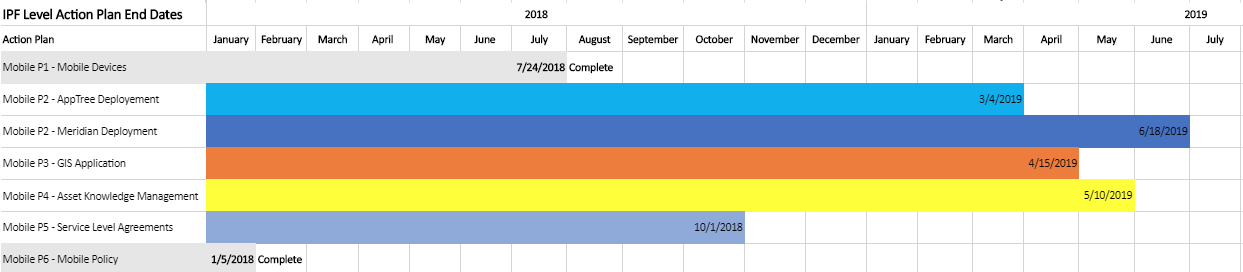 IPF Level Action Plan End Dates 2018 2019
Action Plan January February March April May June July August September October November December January February March April May June July
Mobile P1 - Mobile Devices 7/24/2018 Complete
Mobile P2 - AppTree Deployement 3/4/2019
Mobile P2 - Meridian Deployment 6/18/2019
Mobile P3 - GIS Application 4/15/2019
Mobile P4 - Asset Knowledge Management 5/10/2019
Mobile P5 - Service Level Agreements 10/1/2018
Mobile P6 - Mobile Policy 1/5/2018 Complete